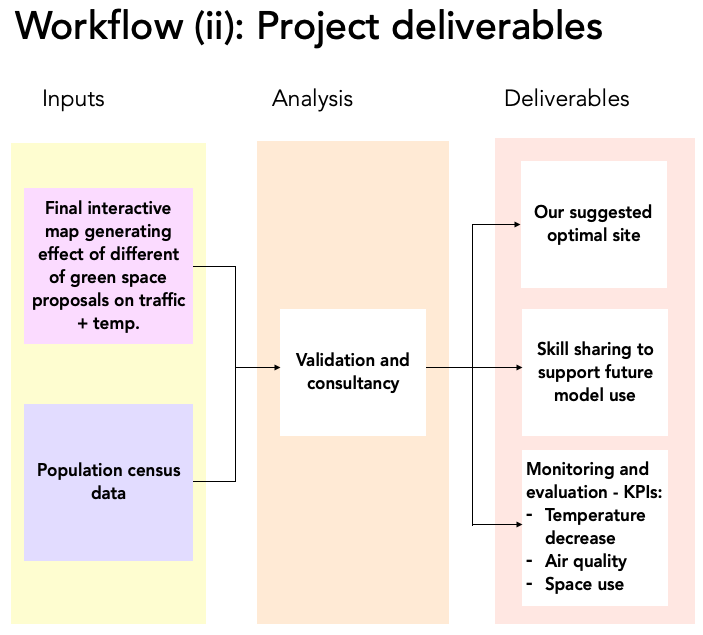 Workflow (ii): Project deliverables
Inputs
Analysis
Deliverables
Final interactive
map generating
effect of different
of green space
proposals on traffic
+ temp.
Population census
data
Validation and
consultancy
Our suggested
optimal site
Skill sharing to
support future
model use
Monitoring and
evaluation - KPIs:
- Temperature
decrease
- Air quality
- Space use